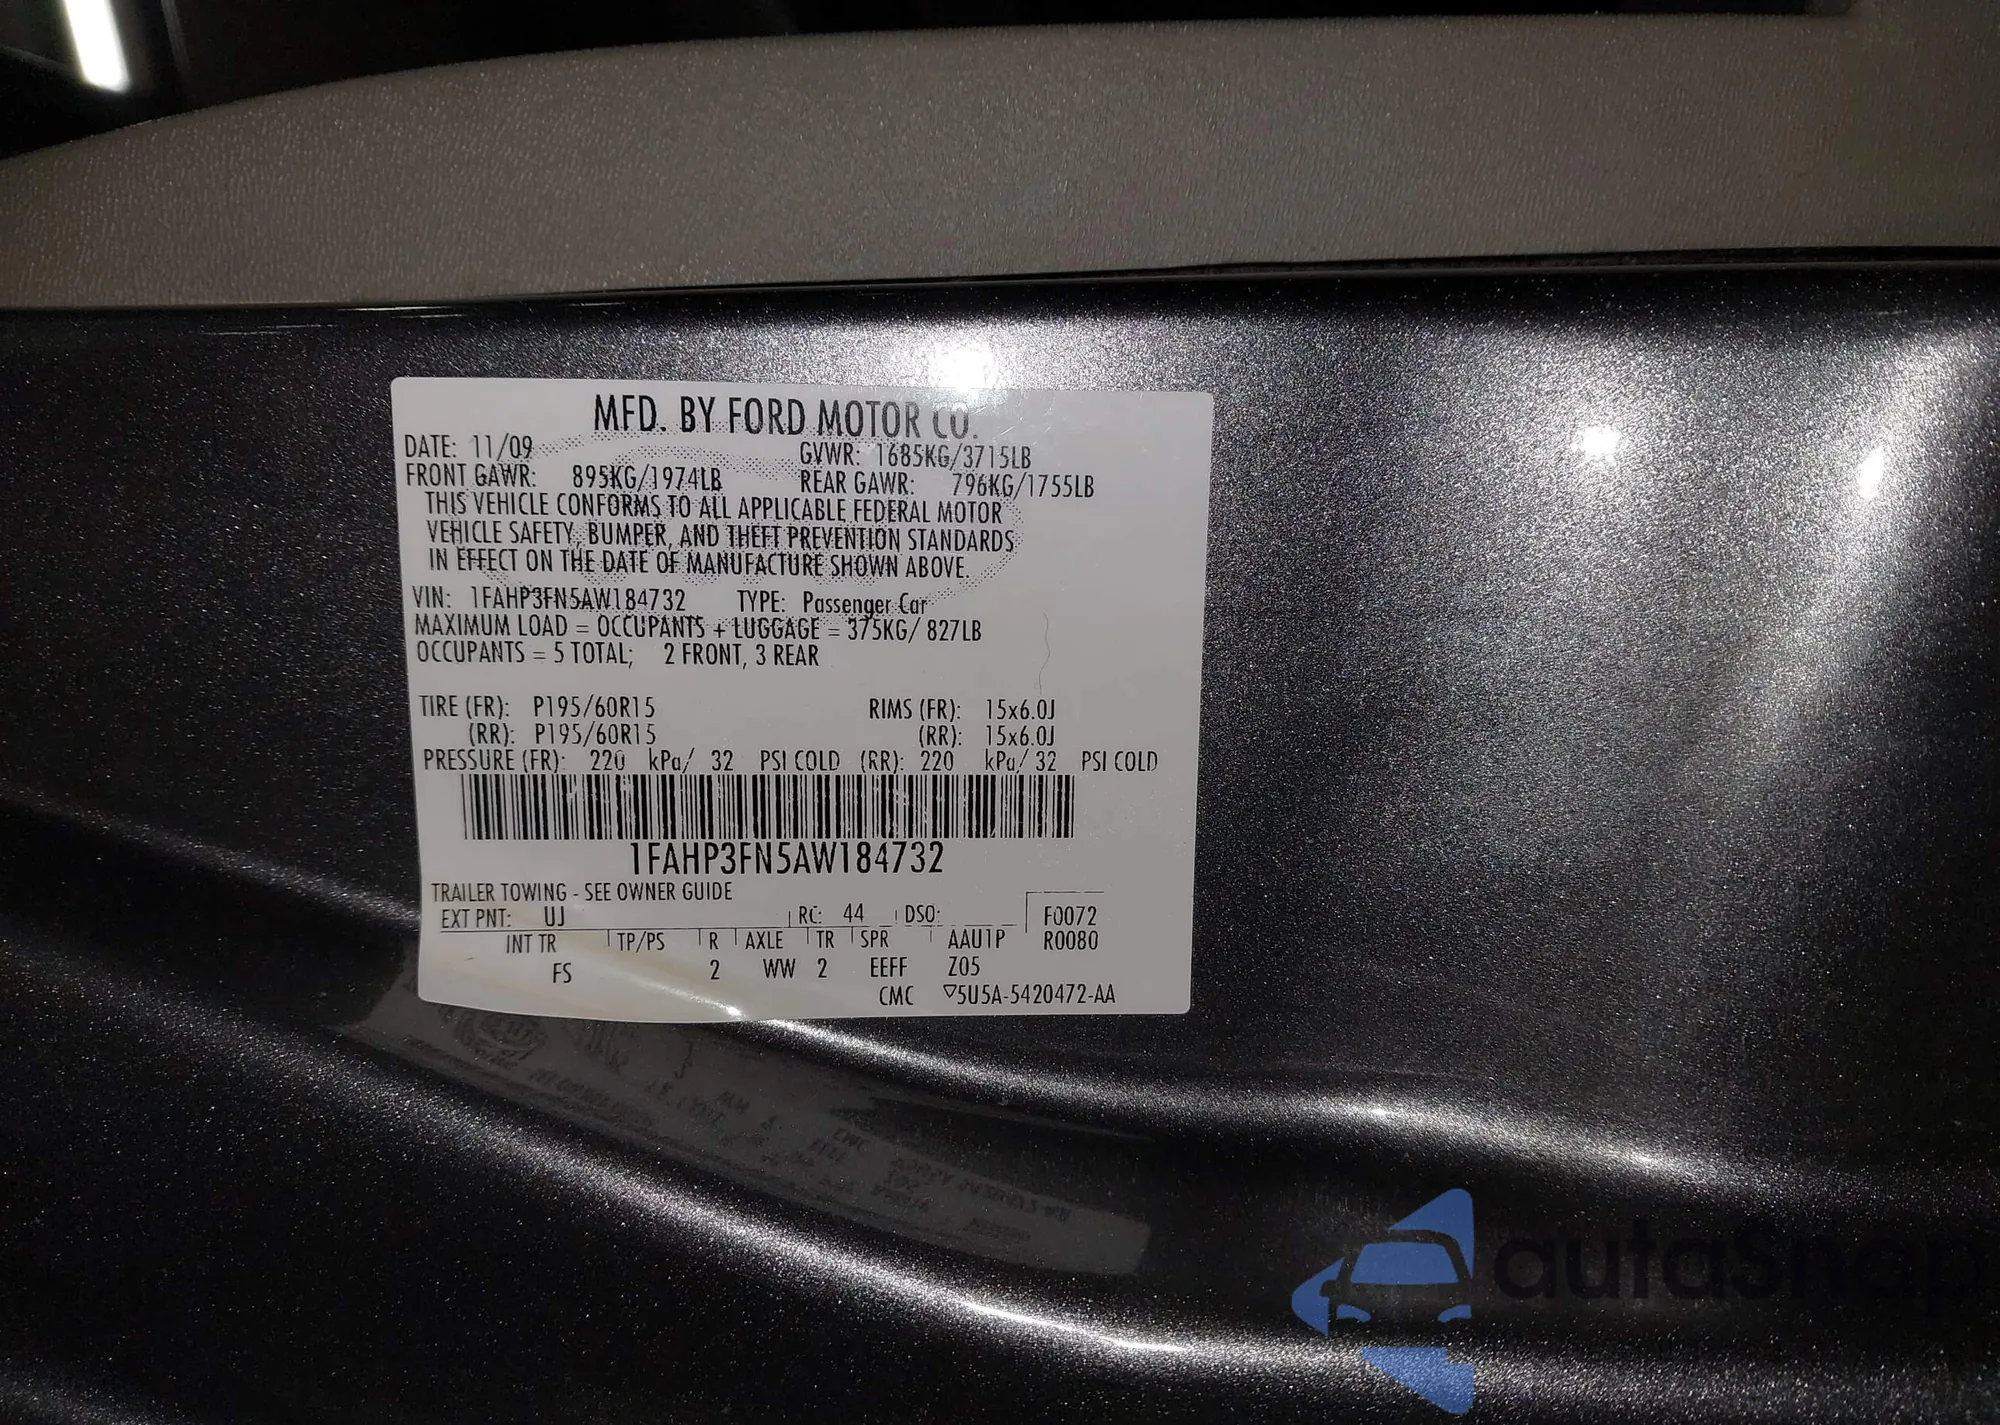 MFD. BY FORD MOTOR CO.
DATE: 11/09 GVWR: 1685KG/3715LB
FRONT GAWR: 895KG/1974LB REAR GAWR: 796KG/1755LB
THIS VEHICLE CONFORMS TO ALL APPLICABLE FEDERAL MOTOR
VEHICLE SAFETY, BUMPER, AND THEFT PREVENTION STANDARDS
IN EFFECT ON THE DATE OF MANUFACTURE SHOWN ABOVE.
VIN: 1FAHP3FN5AW184732 TYPE: Passenger Car
MAXIMUM LOAD = OCCUPANTS + LUGGAGE = 375KG/ 827LB
OCCUPANTS = 5 TOTAL; 2 FRONT, 3 REAR
TIRE (FR): P195/60R15 RIMS (FR): 15x6.0J
(RR): P195/60R15 (RR): 15x6.0J
PRESSURE (FR): 220 kPa/ 32 PSI COLD (RR): 220 kPa/ 32 PSI COLD
1FAHP3FN5AW184732
TRAILER TOWING - SEE OWNER GUIDE
EXT PNT: UJ RC: 44 DSO: F0072
INT TR TP/PS R AXLE TR SPR AAU1P R0080
FS 2 WW 2 EEFF Z05
CMC ▽5U5A-5420472-AA
autosnap